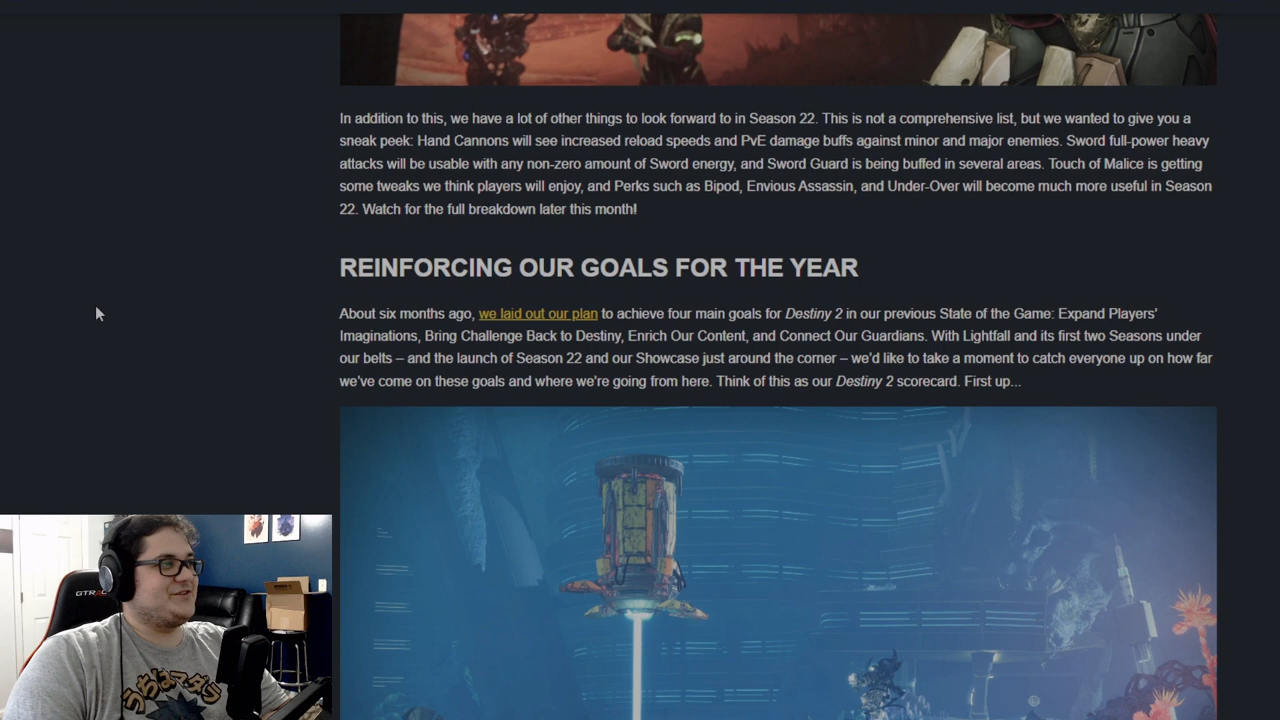 In addition to this, we have a lot of other things to look forward to in Season 22. This is not a comprehensive list, but we wanted to give you a
sneak peek: Hand Cannons will see increased reload speeds and PvE damage buffs against minor and major enemies. Sword full-power heavy
attacks will be usable with any non-zero amount of Sword energy, and Sword Guard is being buffed in several areas. Touch of Malice is getting
some tweaks we think players will enjoy, and Perks such as Bipod, Envious Assassin, and Under-Over will become much more useful in Season
22. Watch for the full breakdown later this month!
REINFORCING OUR GOALS FOR THE YEAR
About six months ago, we laid out our plan to achieve four main goals for Destiny 2 in our previous State of the Game: Expand Players'
Imaginations, Bring Challenge Back to Destiny, Enrich Our Content, and Connect Our Guardians. With Lightfall and its first two Seasons under
our belts – and the launch of Season 22 and our Showcase just around the corner – we'd like to take a moment to catch everyone up on how far
we've come on these goals and where we're going from here. Think of this as our Destiny 2 scorecard. First up...
うちはマダラ